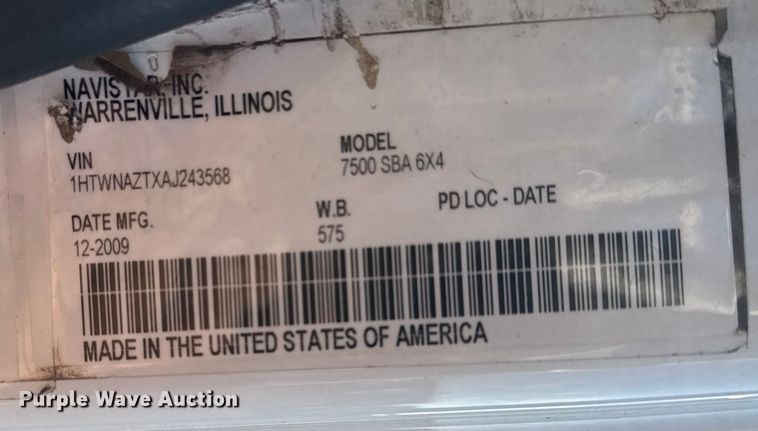 NAVISTAR, INC.
WARRENVILLE, ILLINOIS
VIN
1HTWNAZTXAJ243568
MODEL
7500 SBA 6X4
DATE MFG.
12-2009
W.B.
575
PD LOC - DATE
MADE IN THE UNITED STATES OF AMERICA
Purple Wave Auction